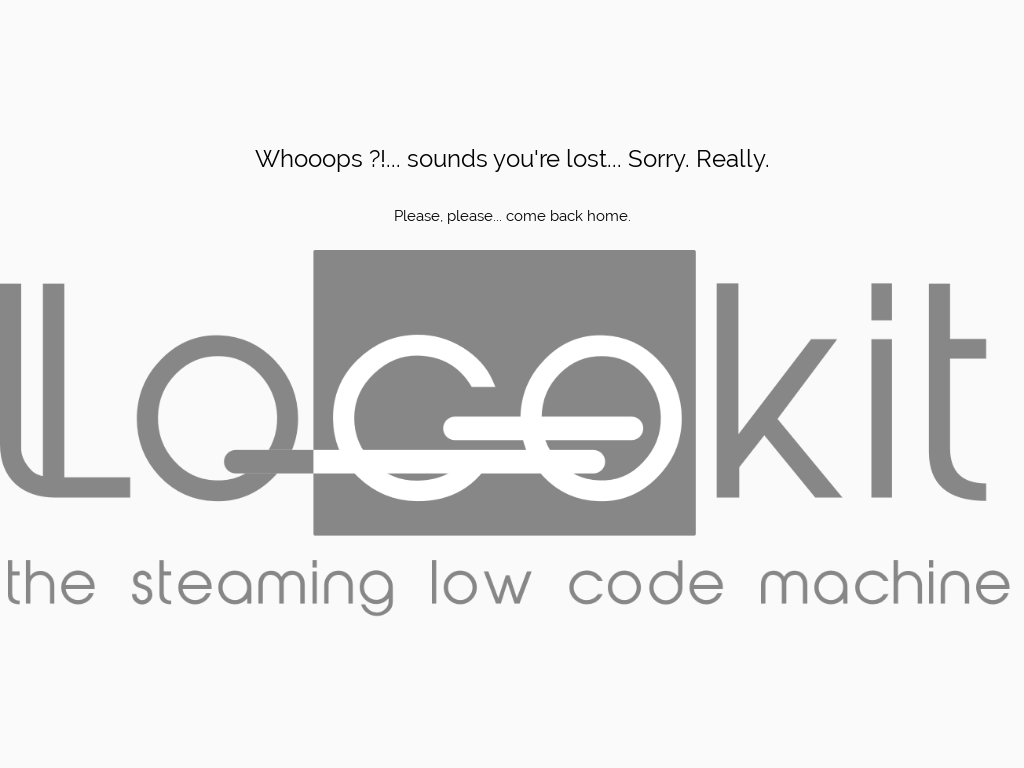 Whooops ?!... sounds you're lost... Sorry. Really.
Please, please... come back home.
Locokit
the steaming low code machine